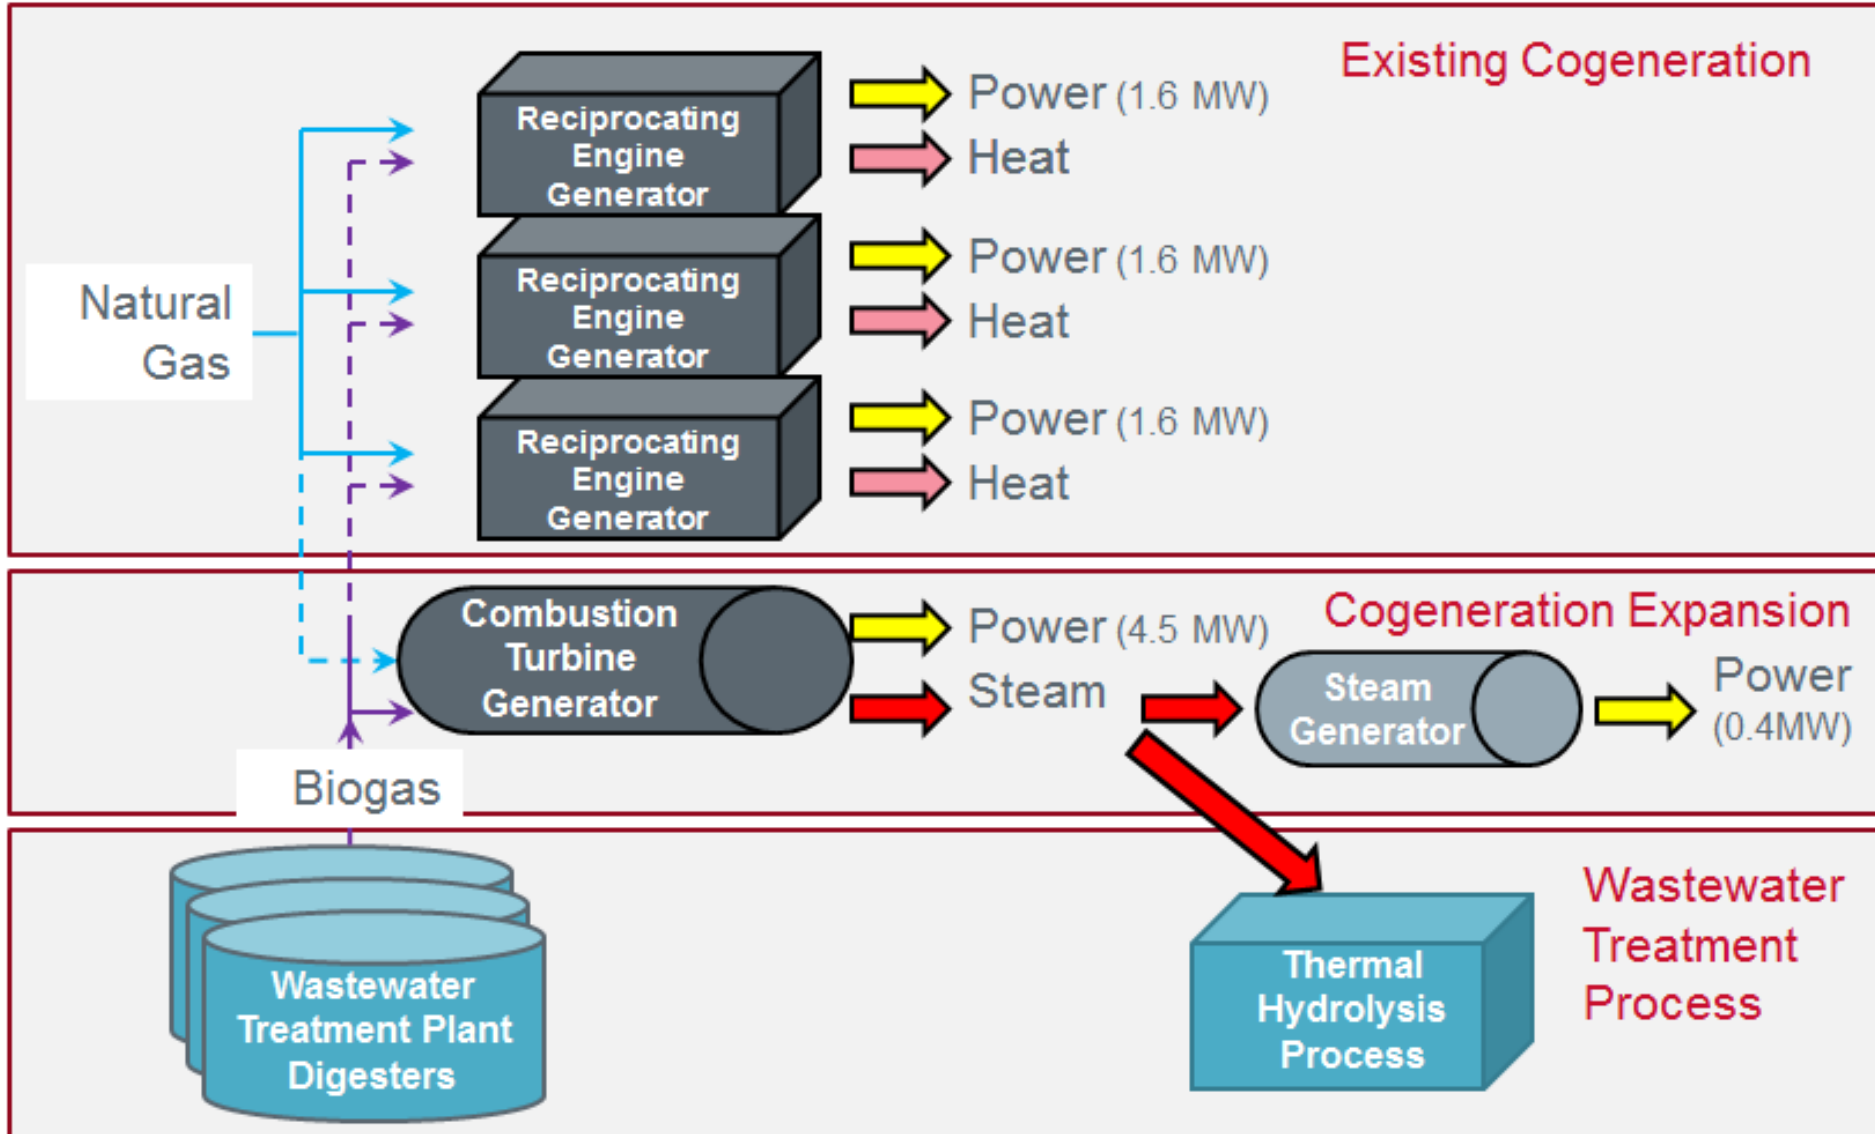 Existing Cogeneration
Reciprocating
Engine
Generator
Power (1.6 MW)
Heat
Natural
Gas
Reciprocating
Engine
Generator
Power (1.6 MW)
Heat
Reciprocating
Engine
Generator
Power (1.6 MW)
Heat
Cogeneration Expansion
Combustion
Turbine
Generator
Power (4.5 MW)
Steam
Steam
Generator
Power
(0.4MW)
Biogas
Wastewater
Treatment
Process
Wastewater
Treatment Plant
Digesters
Thermal
Hydrolysis
Process